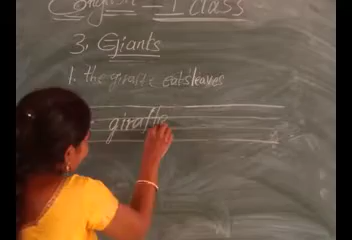 English - I class
3. Giants
1. the giraffe eats leaves
giraffe